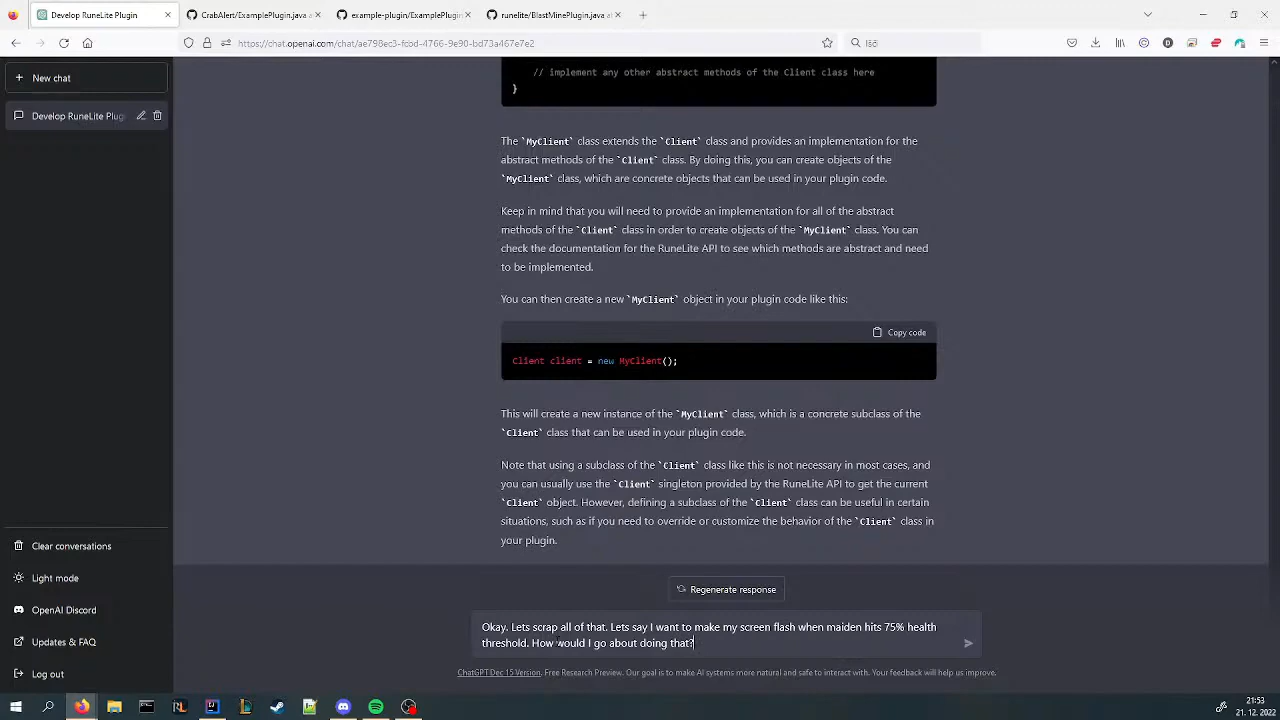 Develop RuneLite Plugin
CrabAlert/ExamplePlugin.java a
example-plugin/ExamplePlugin
runelite/BlastMinePlugin.java at
New chat
Develop RuneLite Plug
// implement any other abstract methods of the Client class here
}
The `MyClient` class extends the `Client` class and provides an implementation for the
abstract methods of the `Client` class. By doing this, you can create objects of the
`MyClient` class, which are concrete objects that can be used in your plugin code.
Keep in mind that you will need to provide an implementation for all of the abstract
methods of the `Client` class in order to create objects of the `MyClient` class. You can
check the documentation for the RuneLite API to see which methods are abstract and need
to be implemented.
You can then create a new `MyClient` object in your plugin code like this:
Copy code
Client client = new MyClient();
This will create a new instance of the `MyClient` class, which is a concrete subclass of the
`Client` class that can be used in your plugin code.
Note that using a subclass of the `Client` class like this is not necessary in most cases, and
you can usually use the `Client` singleton provided by the RuneLite API to get the current
`Client` object. However, defining a subclass of the `Client` class can be useful in certain
situations, such as if you need to override or customize the behavior of the `Client` class in
your plugin.
Clear conversations
Light mode
OpenAI Discord
Updates & FAQ
Log out
Regenerate response
Okay. Lets scrap all of that. Lets say I want to make my screen flash when maiden hits 75% health
threshold. How would I go about doing that?
ChatGPT Dec 15 Version. Free Research Preview. Our goal is to make AI systems more natural and safe to interact with. Your feedback will help us improve.
21:53
21. 12. 2022